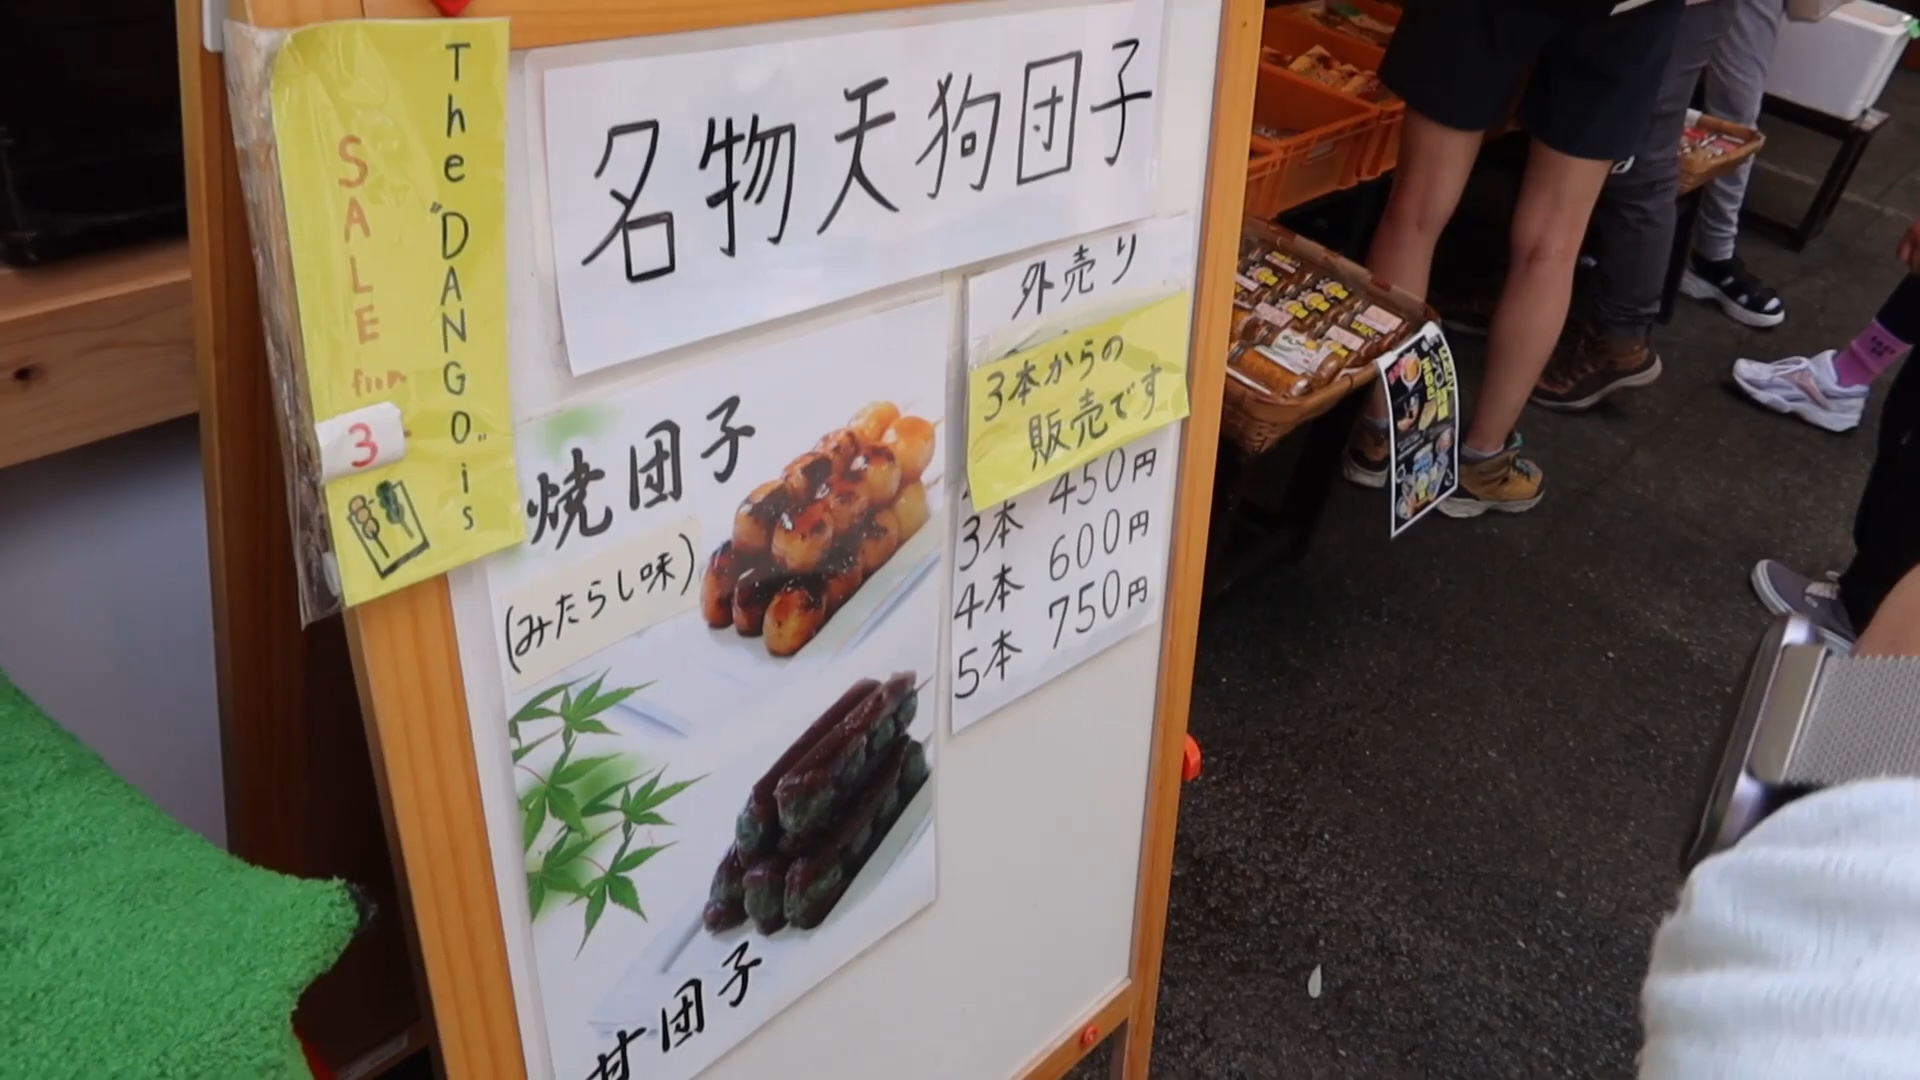 The "DANGO" is
SALE
from
3
名物天狗団子
外売り
3本からの
販売です
3本 450円
4本 600円
5本 750円
焼団子
(みたらし味)
甘団子